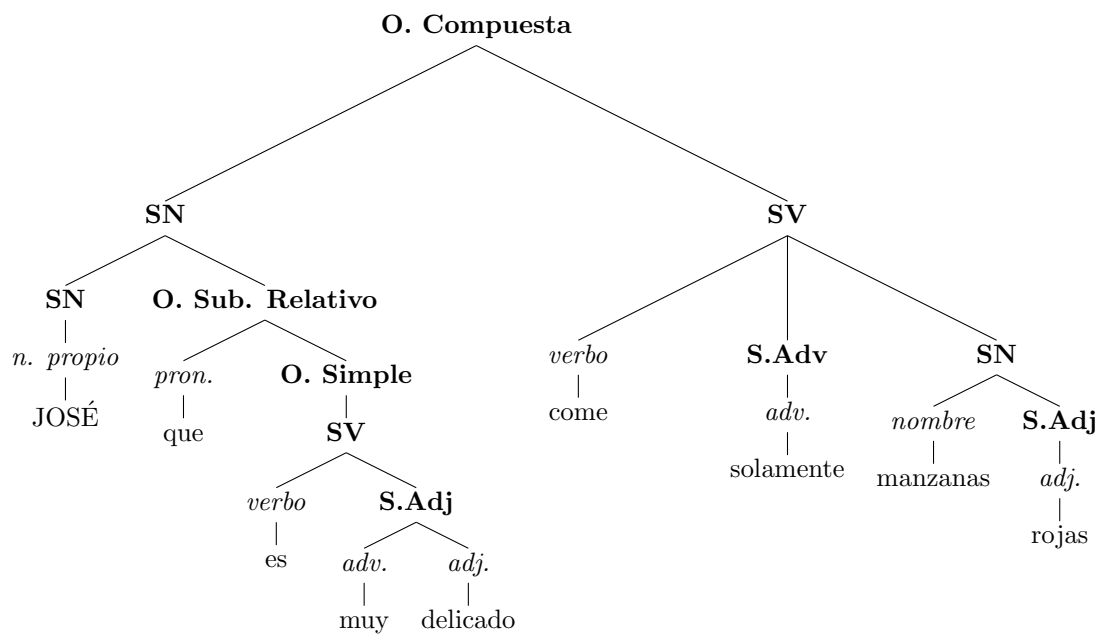 O. Compuesta
SN SV
SN O. Sub. Relativo
n. propio pron. O. Simple verbo S.Adv SN
JOSÉ que SV come adv. nombre S.Adj
verbo S.Adj solamente manzanas adj.
es adv. adj. rojas
muy delicado